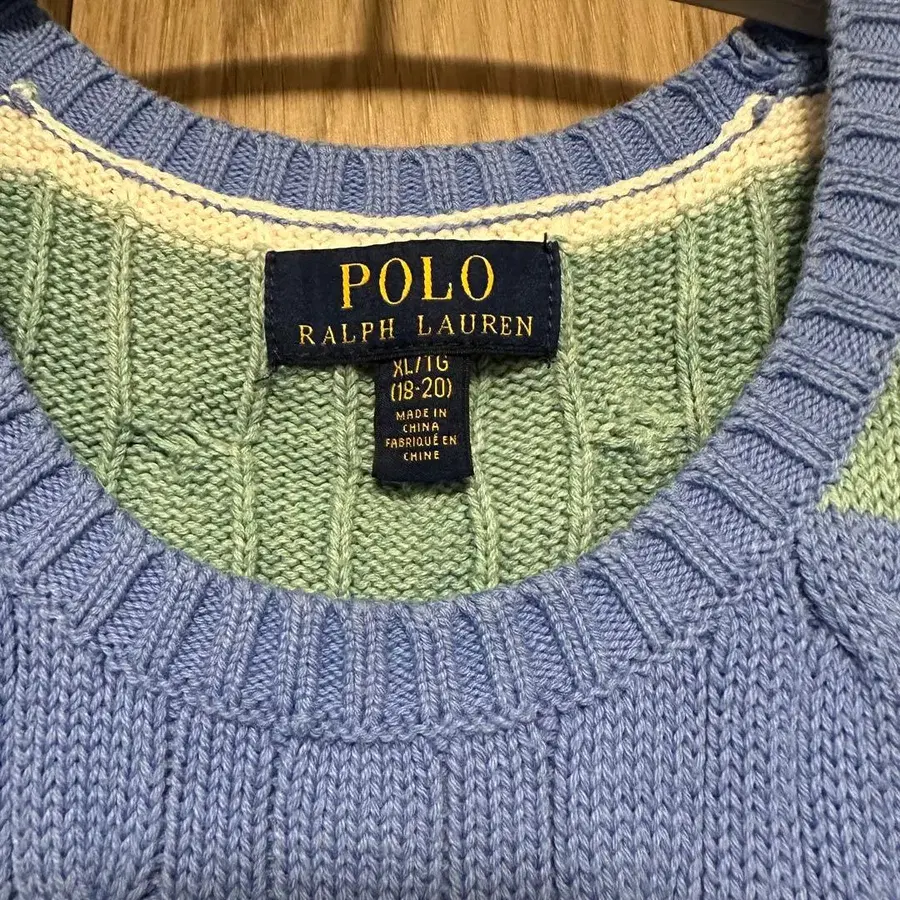 POLO
RALPH LAUREN
XL/TG
(18-20)
MADE IN
CHINA
FABRIQUÉ EN
CHINE